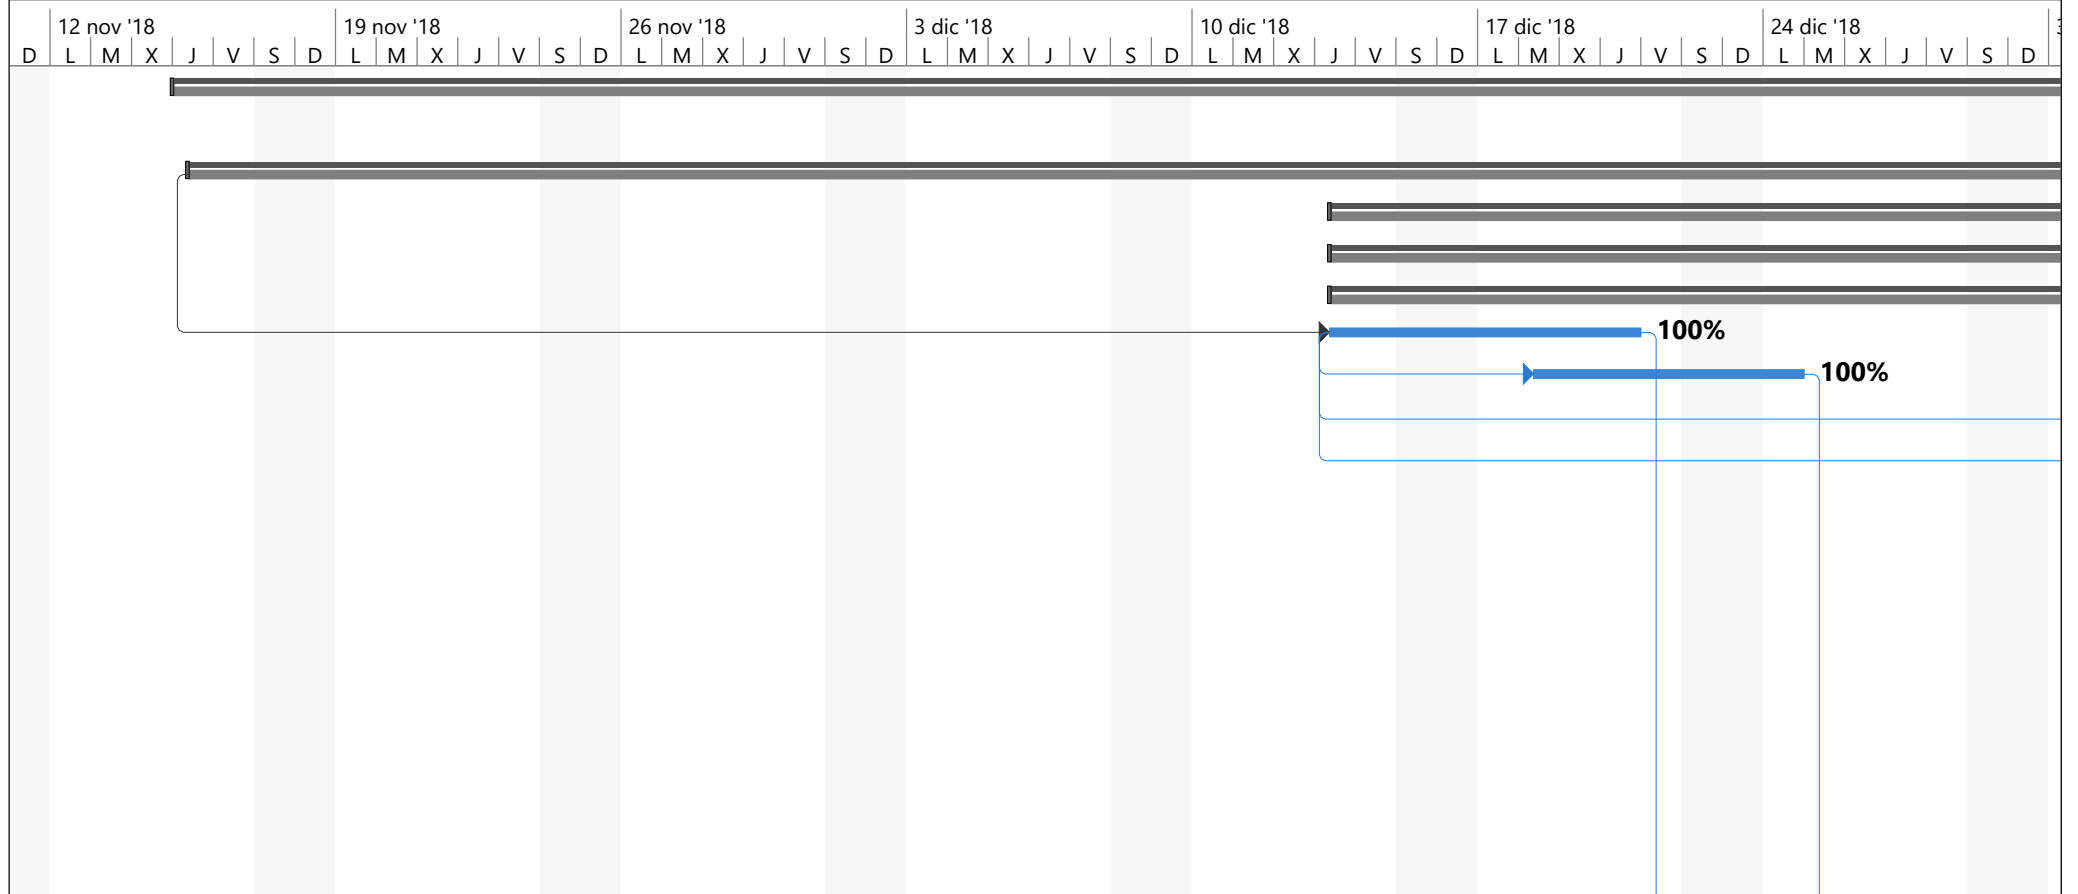 12 nov '18 19 nov '18 26 nov '18 3 dic '18 10 dic '18 17 dic '18 24 dic '18
D L M X J V S D L M X J V S D L M X J V S D L M X J V S D L M X J V S D L M X J V S D L M X J V S D
100%
100%